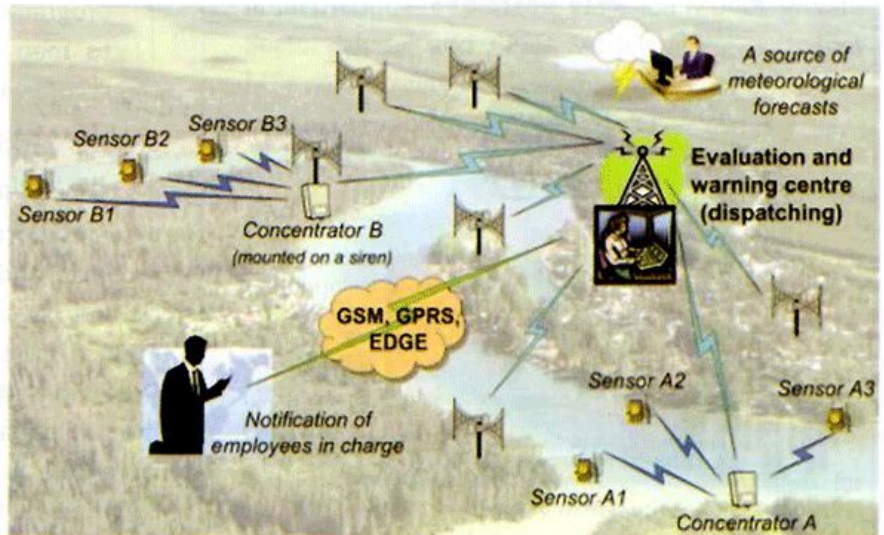 A source of
meteorological
forecasts
Sensor B3
Sensor B2
Sensor B1
Evaluation and
warning centre
(dispatching)
Concentrator B
(mounted on a siren)
GSM, GPRS,
EDGE
Notification of
employees in charge
Sensor A2
Sensor A3
Sensor A1
Concentrator A